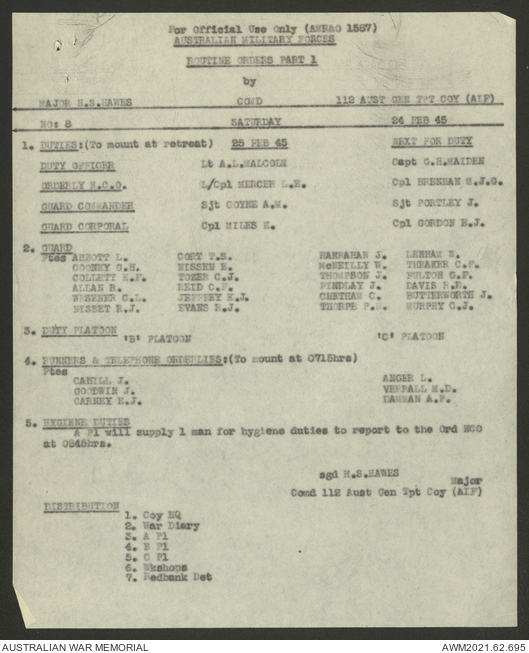 For Official Use Only (AMRAO 1587)
AUSTRALIAN MILITARY FORCES
ROUTINE ORDERS PART 1
by
MAJOR H.S.HAWES COMD 112 AUST GEN TPT COY (AIF)
NO: 8 SATURDAY 24 FEB 45
1. DUTIES:(To mount at retreat) 25 FEB 45 NEXT FOR DUTY
DUTY OFFICER Lt A.L.MALCOLM Capt G.H.MAIDEN
ORDERLY N.C.O. L/Cpl MERCER L.E. Cpl BRENNAN M.J.G.
GUARD COMMANDER Sjt COYNE A.M. Sjt PORTLEY J.
GUARD CORPORAL Cpl MILES K. Cpl GORDON E.J.
2. GUARD
Ptes ABBOTT L. CORT T.S. HANRAHAN J. LENHAM E.
COONEY G.H. NISSEN E. McNEILLY W. THEAKER C.F.
COLLETT H.F. TOZER C.J. THOMPSON J. FULTON G.F.
ALLAN B. REID C.F. FINDLAY J. DAVIS R.R.
WESENER C.L. JEFFREY E.J. CHETHAM C. BUTTERWORTH J.
NISBET R.J. EVANS R.J. THORPE P.M. MURPHY G.J.
3. DUTY PLATOON
'B' PLATOON 'C' PLATOON
4. RUNNERS & TELEPHONE ORDERLIES:(To mount at 0715hrs)
Ptes
CAHILL J. ANGER L.
GOODWIN J. VERRALL M.D.
CARNEY K.J. DAMMAN A.P.
5. HYGIENE DUTIES
A Pl will supply 1 man for hygiene duties to report to the Ord NCO
at 0845hrs.
sgd H.S.HAWES
Major
Comd 112 Aust Gen Tpt Coy (AIF)
DISTRIBUTION
1. Coy HQ
2. War Diary
3. A Pl
4. B Pl
5. C Pl
6. Wkshops
7. Redbank Det
AUSTRALIAN WAR MEMORIAL AWM2021.62.695